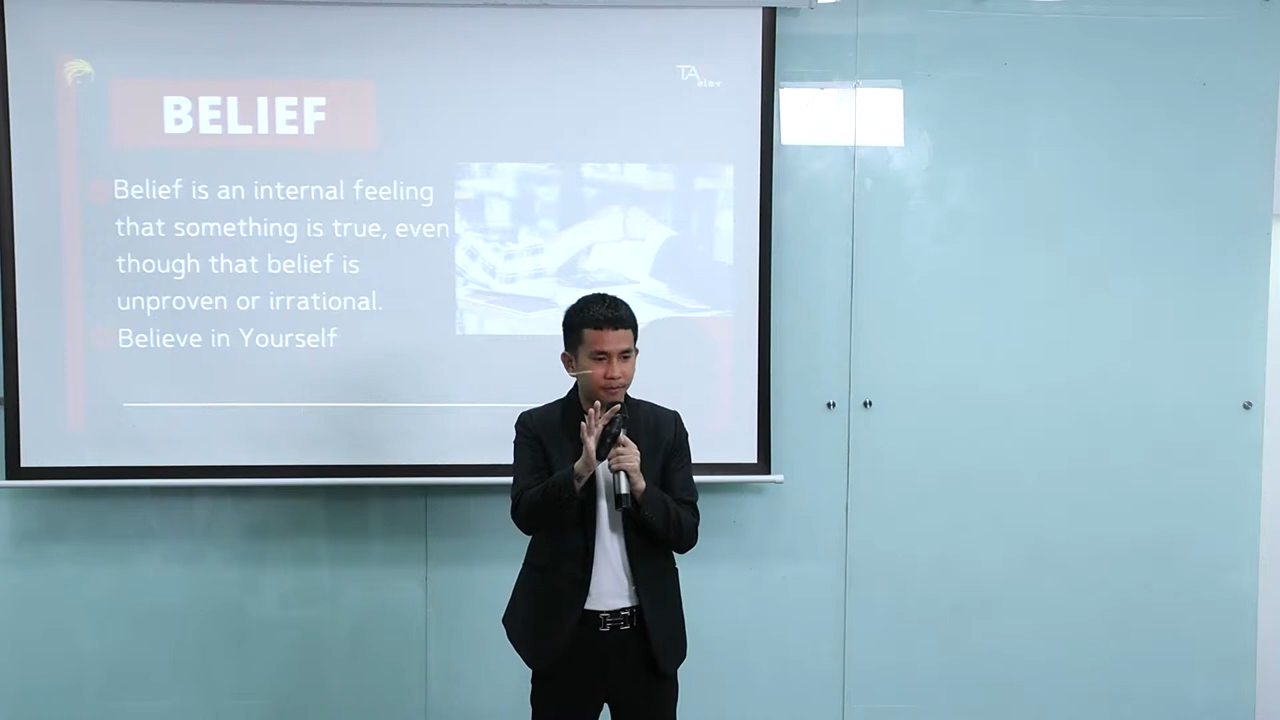 TA
elev
BELIEF
Belief is an internal feeling
that something is true, even
though that belief is
unproven or irrational.
Believe in Yourself